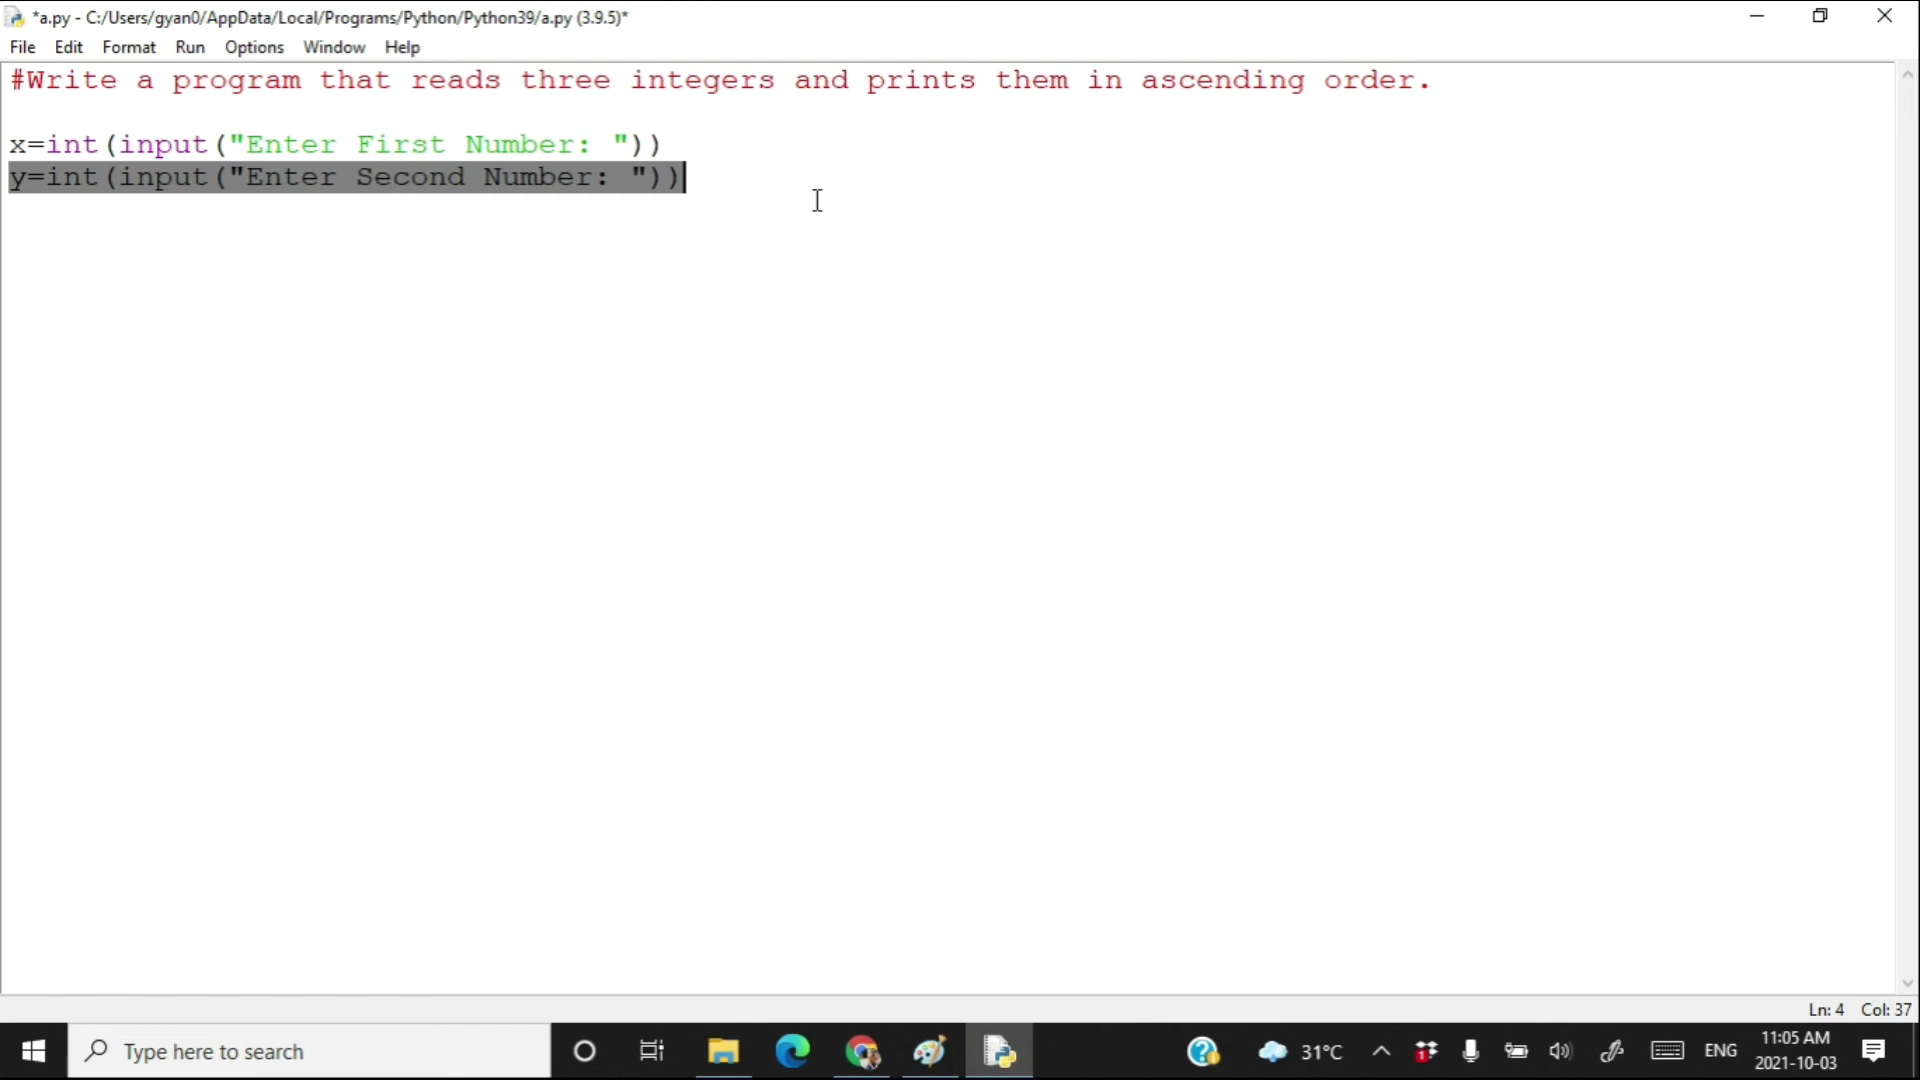 *a.py - C:/Users/gyan0/AppData/Local/Programs/Python/Python39/a.py (3.9.5)*
File Edit Format Run Options Window Help
#Write a program that reads three integers and prints them in ascending order.
x=int(input("Enter First Number: "))
y=int(input("Enter Second Number: "))
Ln: 4 Col: 37
Type here to search
1
31°C
ENG
11:05 AM
2021-10-03